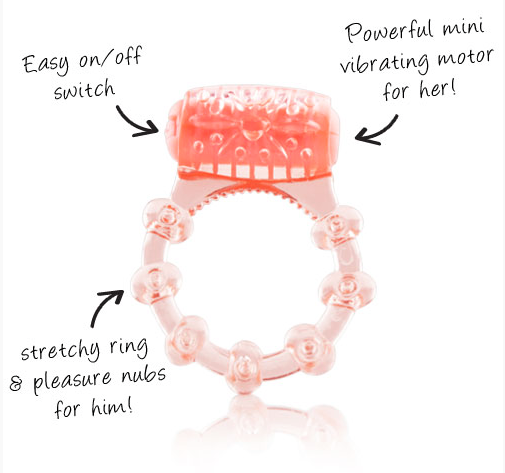 Easy on/off
switch
Powerful mini
vibrating motor
for her!
stretchy ring
& pleasure nubs
for him!